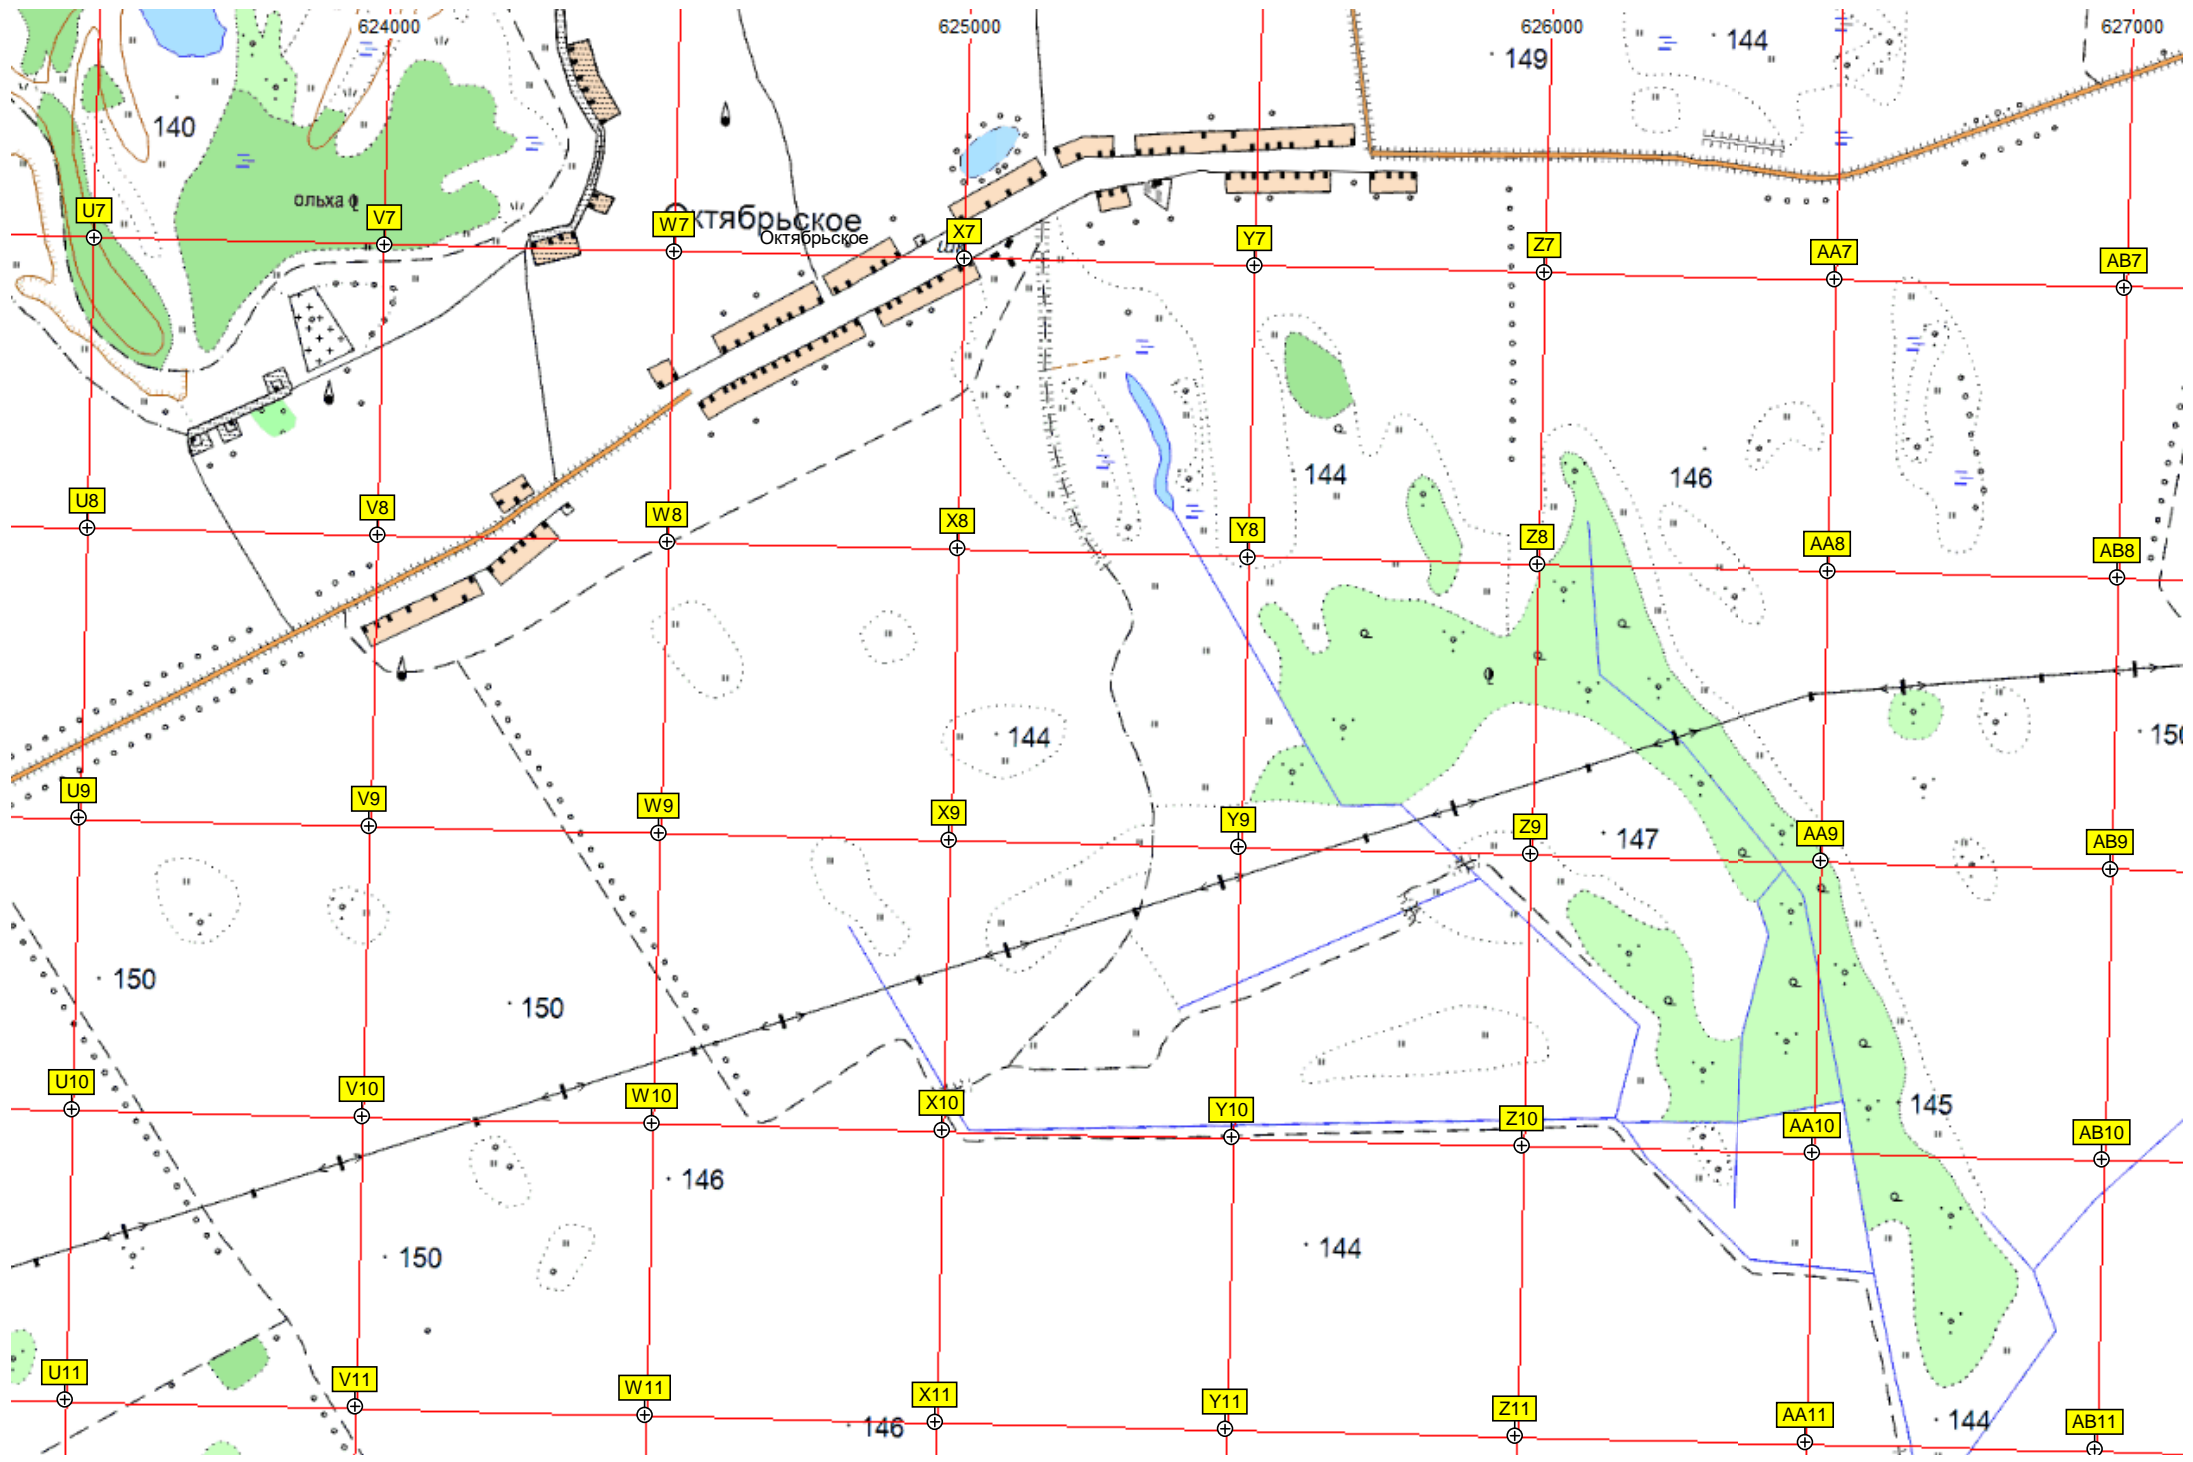 624000 625000 626000 627000
149 144
140
ольха
Октябрьское
Октябрьское
шк
U7 V7 W7 X7 Y7 Z7 AA7 AB7
144 146
U8 V8 W8 X8 Y8 Z8 AA8 AB8
144 150
U9 V9 W9 X9 Y9 Z9 AA9 AB9
147
150 150
U10 V10 W10 X10 Y10 Z10 AA10 AB10
145
146
150 144
U11 V11 W11 X11 Y11 Z11 AA11 AB11
146 144